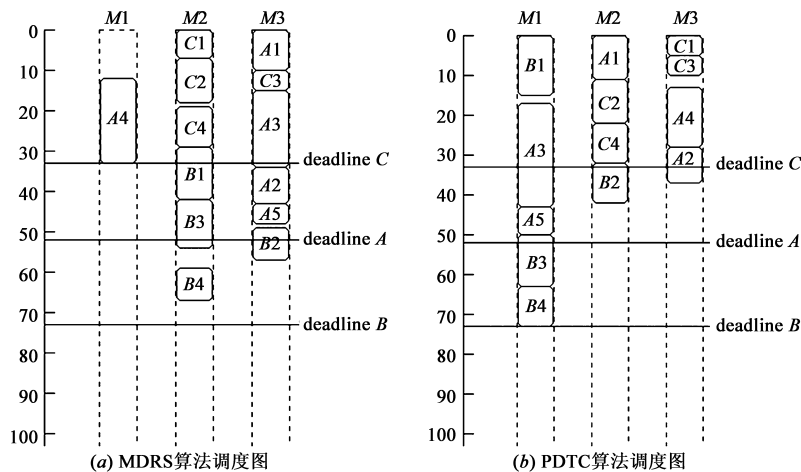 M1 M2 M3
0
10
20
30
40
50
60
70
80
90
100
A4
C1
C2
C4
B1
B3
B4
A1
C3
A3
A2
A5
B2
deadline C
deadline A
deadline B
(a) MDRS算法调度图
M1 M2 M3
0
10
20
30
40
50
60
70
80
90
100
B1
A3
A5
B3
B4
A1
C2
C4
B2
C1
C3
A4
A2
deadline C
deadline A
deadline B
(b) PDTC算法调度图